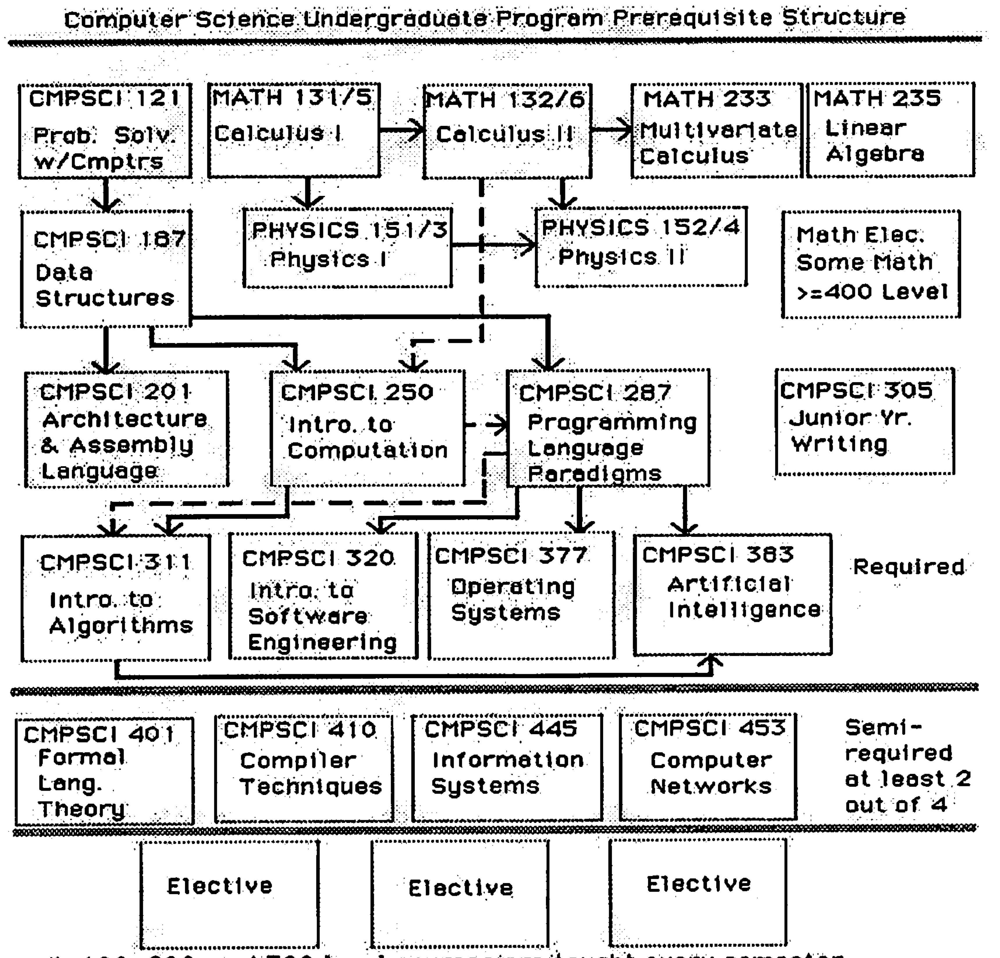 Computer Science Undergraduate Program Prerequisite Structure
CMPSCI 121
Prob. Solv.
w/Cmptrs
MATH 131/5
Calculus I
MATH 132/6
Calculus II
MATH 233
Multivariate
Calculus
MATH 235
Linear
Algebra
CMPSCI 187
Data
Structures
PHYSICS 151/3
Physics I
PHYSICS 152/4
Physics II
Math Elec.
Some Math
>=400 Level
CMPSCI 201
Architecture
& Assembly
Language
CMPSCI 250
Intro. to
Computation
CMPSCI 287
Programming
Language
Paradigms
CMPSCI 305
Junior Yr.
Writing
CMPSCI 311
Intro. to
Algorithms
CMPSCI 320
Intro. to
Software
Engineering
CMPSCI 377
Operating
Systems
CMPSCI 383
Artificial
Intelligence
Required
CMPSCI 401
Formal
Lang.
Theory
CMPSCI 410
Compiler
Techniques
CMPSCI 445
Information
Systems
CMPSCI 453
Computer
Networks
Semi-
required
at least 2
out of 4
Elective
Elective
Elective
taught every semester